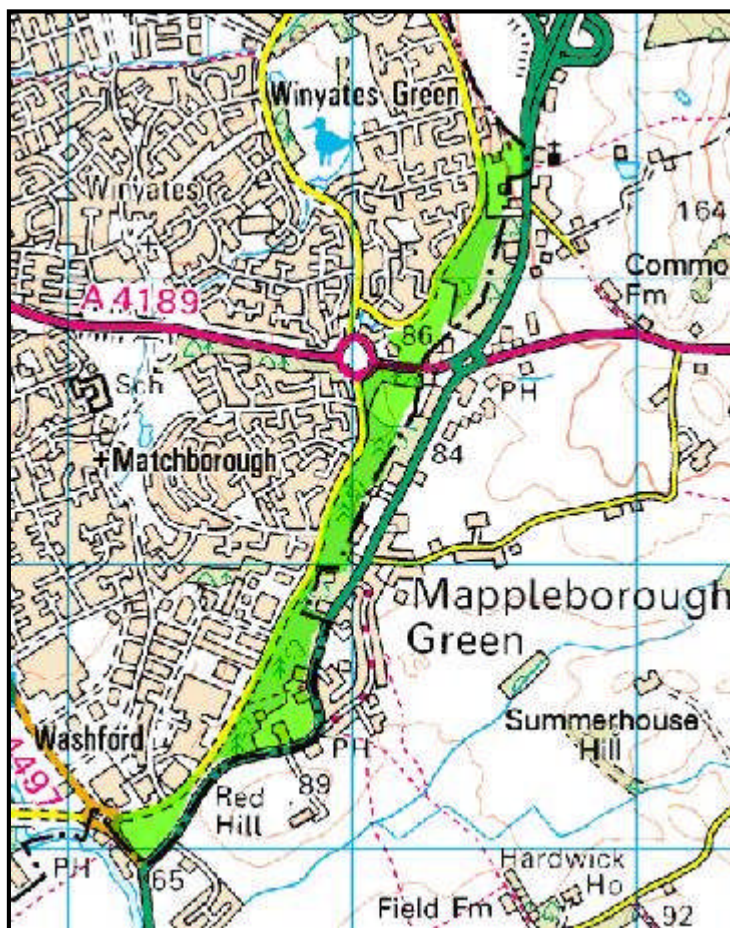 Winyates Green
Winyates
164
Commo
Fm
A 4189
86
Sch
PH
Matchborough
84
Mappleborough
Green
Summerhouse
Hill
Washford
PH
Red
Hill
89
PH
65
Hardwick
Ho
Field Fm
92